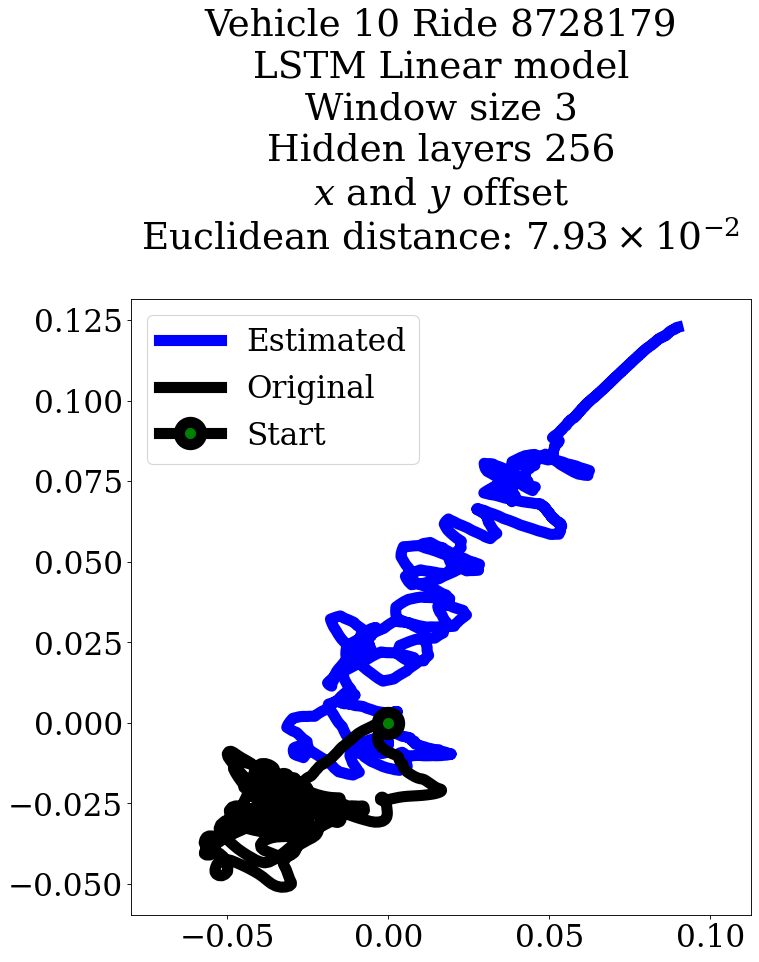 Vehicle 10 Ride 8728179
LSTM Linear model
Window size 3
Hidden layers 256
x and y offset
Euclidean distance: 7.93 × 10⁻²
Estimated
Original
Start
0.125
0.100
0.075
0.050
0.025
0.000
−0.025
−0.050
−0.05 0.00 0.05 0.10